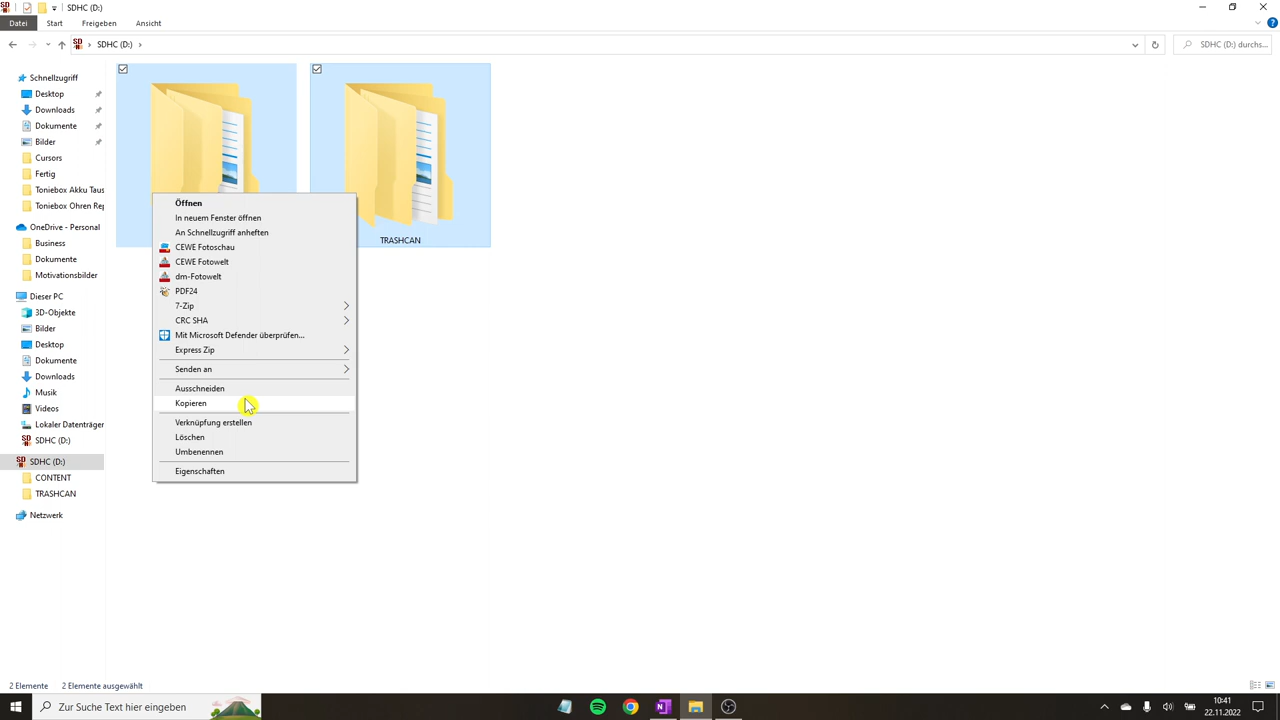 SDHC (D:)
Datei Start Freigeben Ansicht
SDHC (D:)
SDHC (D:) durchs...
Schnellzugriff
Desktop
Downloads
Dokumente
Bilder
Cursors
Fertig
Toniebox Akku Taus
Toniebox Ohren Rep
OneDrive - Personal
Business
Dokumente
Motivationsbilder
Dieser PC
3D-Objekte
Bilder
Desktop
Dokumente
Downloads
Musik
Videos
Lokaler Datenträger
SDHC (D:)
SDHC (D:)
CONTENT
TRASHCAN
Netzwerk
TRASHCAN
Öffnen
In neuem Fenster öffnen
An Schnellzugriff anheften
CEWE Fotoschau
CEWE Fotowelt
dm-Fotowelt
PDF24
7-Zip
CRC SHA
Mit Microsoft Defender überprüfen...
Express Zip
Senden an
Ausschneiden
Kopieren
Verknüpfung erstellen
Löschen
Umbenennen
Eigenschaften
2 Elemente 2 Elemente ausgewählt
Zur Suche Text hier eingeben
10:41
22.11.2022